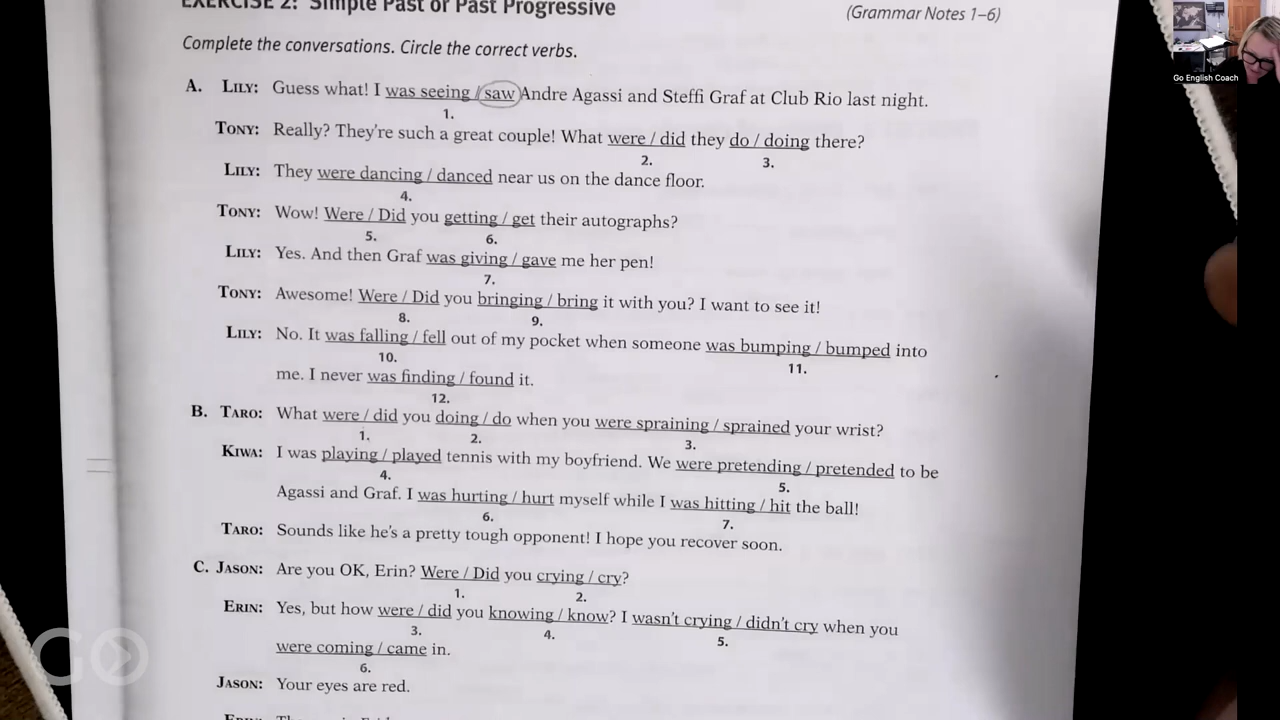 EXERCISE 2: Simple Past or Past Progressive
(Grammar Notes 1–6)
Go English Coach
Complete the conversations. Circle the correct verbs.
A. LILY: Guess what! I was seeing / saw Andre Agassi and Steffi Graf at Club Rio last night.
1.
TONY: Really? They're such a great couple! What were / did they do / doing there?
2. 3.
LILY: They were dancing / danced near us on the dance floor.
4.
TONY: Wow! Were / Did you getting / get their autographs?
5. 6.
LILY: Yes. And then Graf was giving / gave me her pen!
7.
TONY: Awesome! Were / Did you bringing / bring it with you? I want to see it!
8. 9.
LILY: No. It was falling / fell out of my pocket when someone was bumping / bumped into
10. 11.
me. I never was finding / found it.
12.
B. TARO: What were / did you doing / do when you were spraining / sprained your wrist?
1. 2. 3.
KIWA: I was playing / played tennis with my boyfriend. We were pretending / pretended to be
4. 5.
Agassi and Graf. I was hurting / hurt myself while I was hitting / hit the ball!
6. 7.
TARO: Sounds like he's a pretty tough opponent! I hope you recover soon.
C. JASON: Are you OK, Erin? Were / Did you crying / cry?
1. 2.
ERIN: Yes, but how were / did you knowing / know? I wasn't crying / didn't cry when you
3. 4. 5.
were coming / came in.
6.
JASON: Your eyes are red.
GO